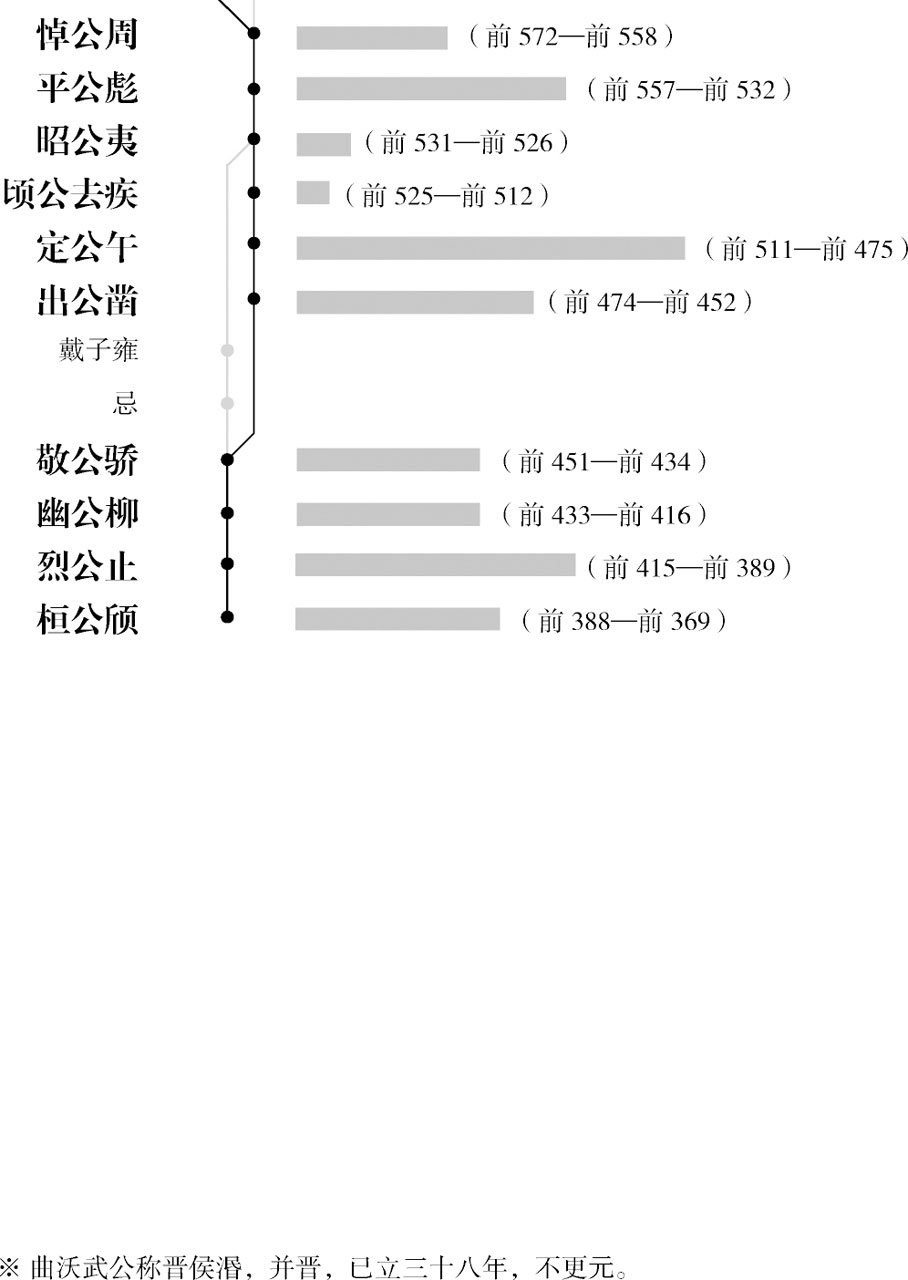 悼公周 （前 572—前 558）
平公彪 （前 557—前 532）
昭公夷 （前 531—前 526）
顷公去疾 （前 525—前 512）
定公午 （前 511—前 475）
出公凿 （前 474—前 452）
戴子雍
忌
敬公骄 （前 451—前 434）
幽公柳 （前 433—前 416）
烈公止 （前 415—前 389）
桓公颀 （前 388—前 369）
※ 曲沃武公称晋侯湣，并晋，已立三十八年，不更元。